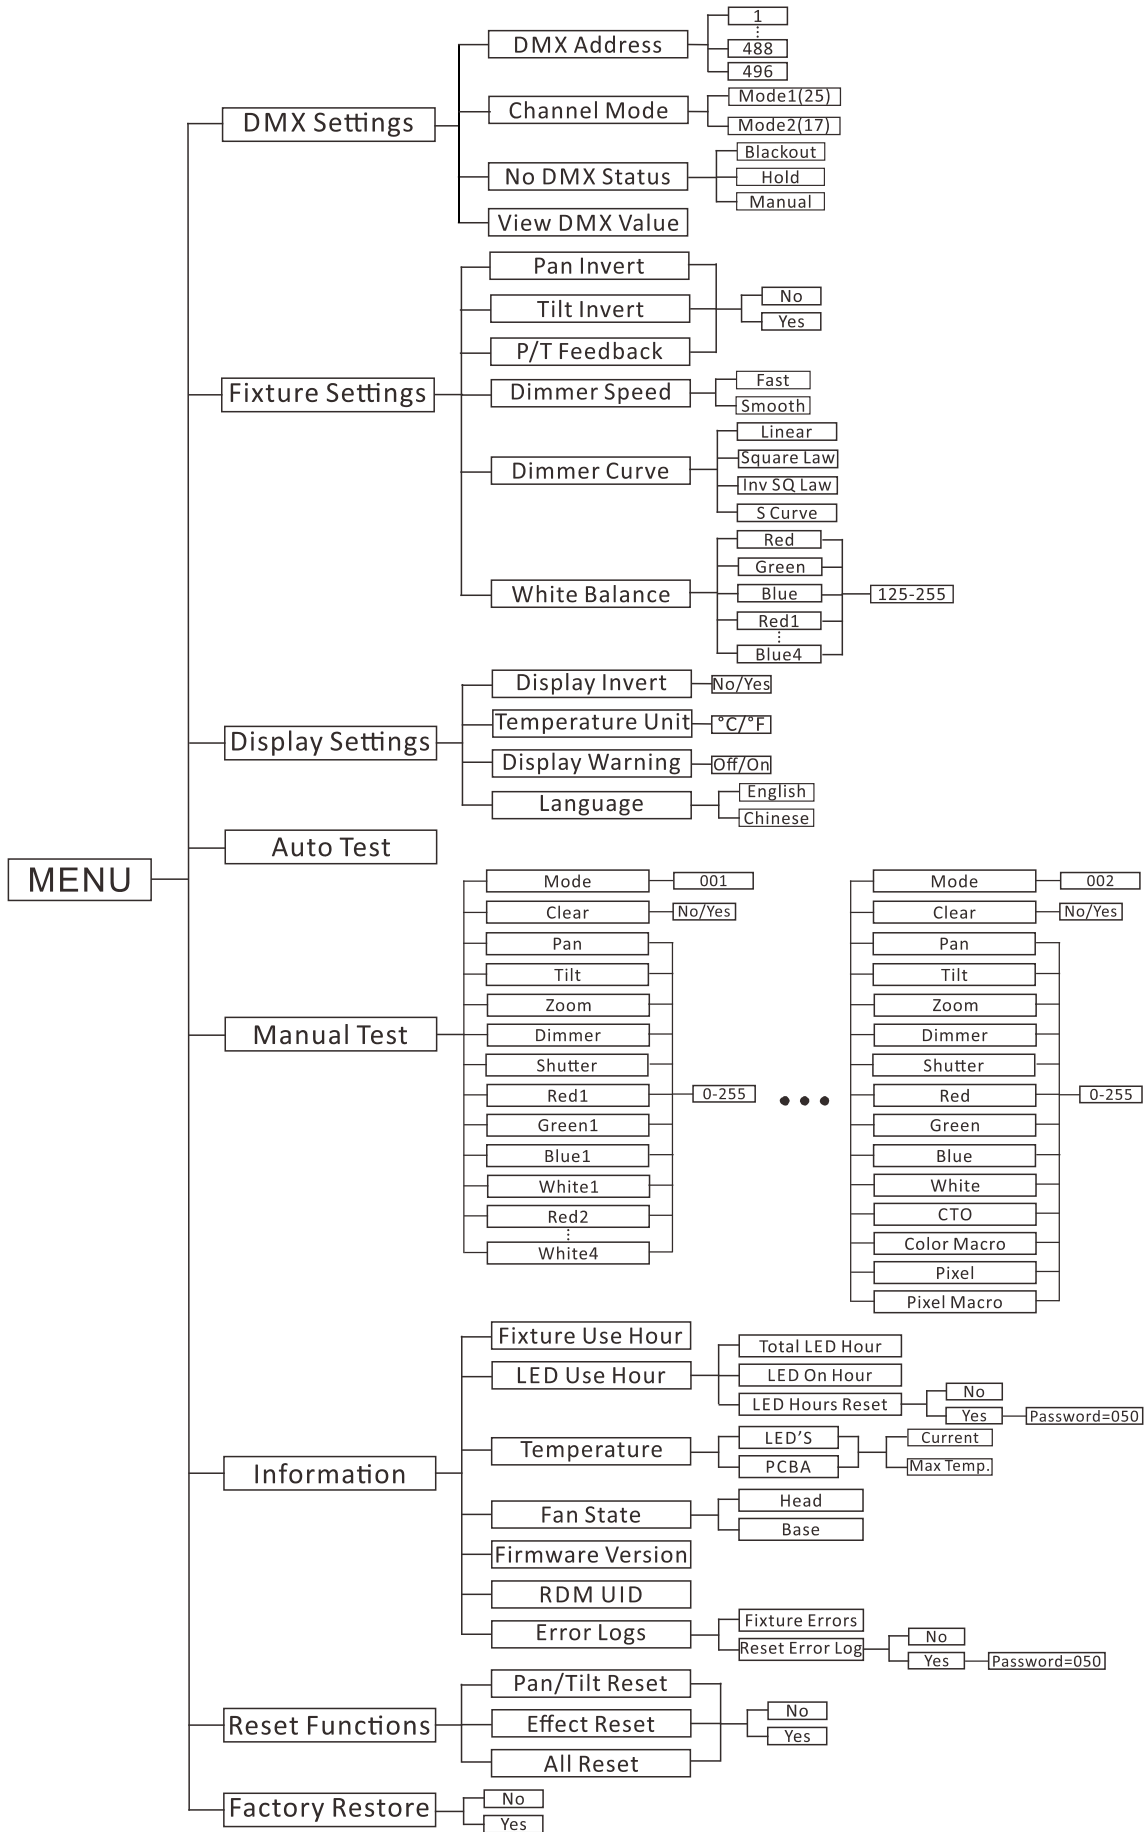 MENU
DMX Settings
DMX Address
1
488
496
Channel Mode
Mode1(25)
Mode2(17)
No DMX Status
Blackout
Hold
Manual
View DMX Value
Fixture Settings
Pan Invert
Tilt Invert
P/T Feedback
No
Yes
Dimmer Speed
Fast
Smooth
Dimmer Curve
Linear
Square Law
Inv SQ Law
S Curve
White Balance
Red
Green
Blue
Red1
Blue4
125-255
Display Settings
Display Invert
No/Yes
Temperature Unit
°C/°F
Display Warning
Off/On
Language
English
Chinese
Auto Test
Manual Test
Mode
001
Clear
No/Yes
Pan
Tilt
Zoom
Dimmer
Shutter
Red1
Green1
Blue1
White1
Red2
White4
0-255
Mode
002
Clear
No/Yes
Pan
Tilt
Zoom
Dimmer
Shutter
Red
Green
Blue
White
CTO
Color Macro
Pixel
Pixel Macro
0-255
Information
Fixture Use Hour
LED Use Hour
Total LED Hour
LED On Hour
LED Hours Reset
No
Yes
Password=050
Temperature
LED'S
PCBA
Current
Max Temp.
Fan State
Head
Base
Firmware Version
RDM UID
Error Logs
Fixture Errors
Reset Error Log
No
Yes
Password=050
Reset Functions
Pan/Tilt Reset
Effect Reset
All Reset
No
Yes
Factory Restore
No
Yes